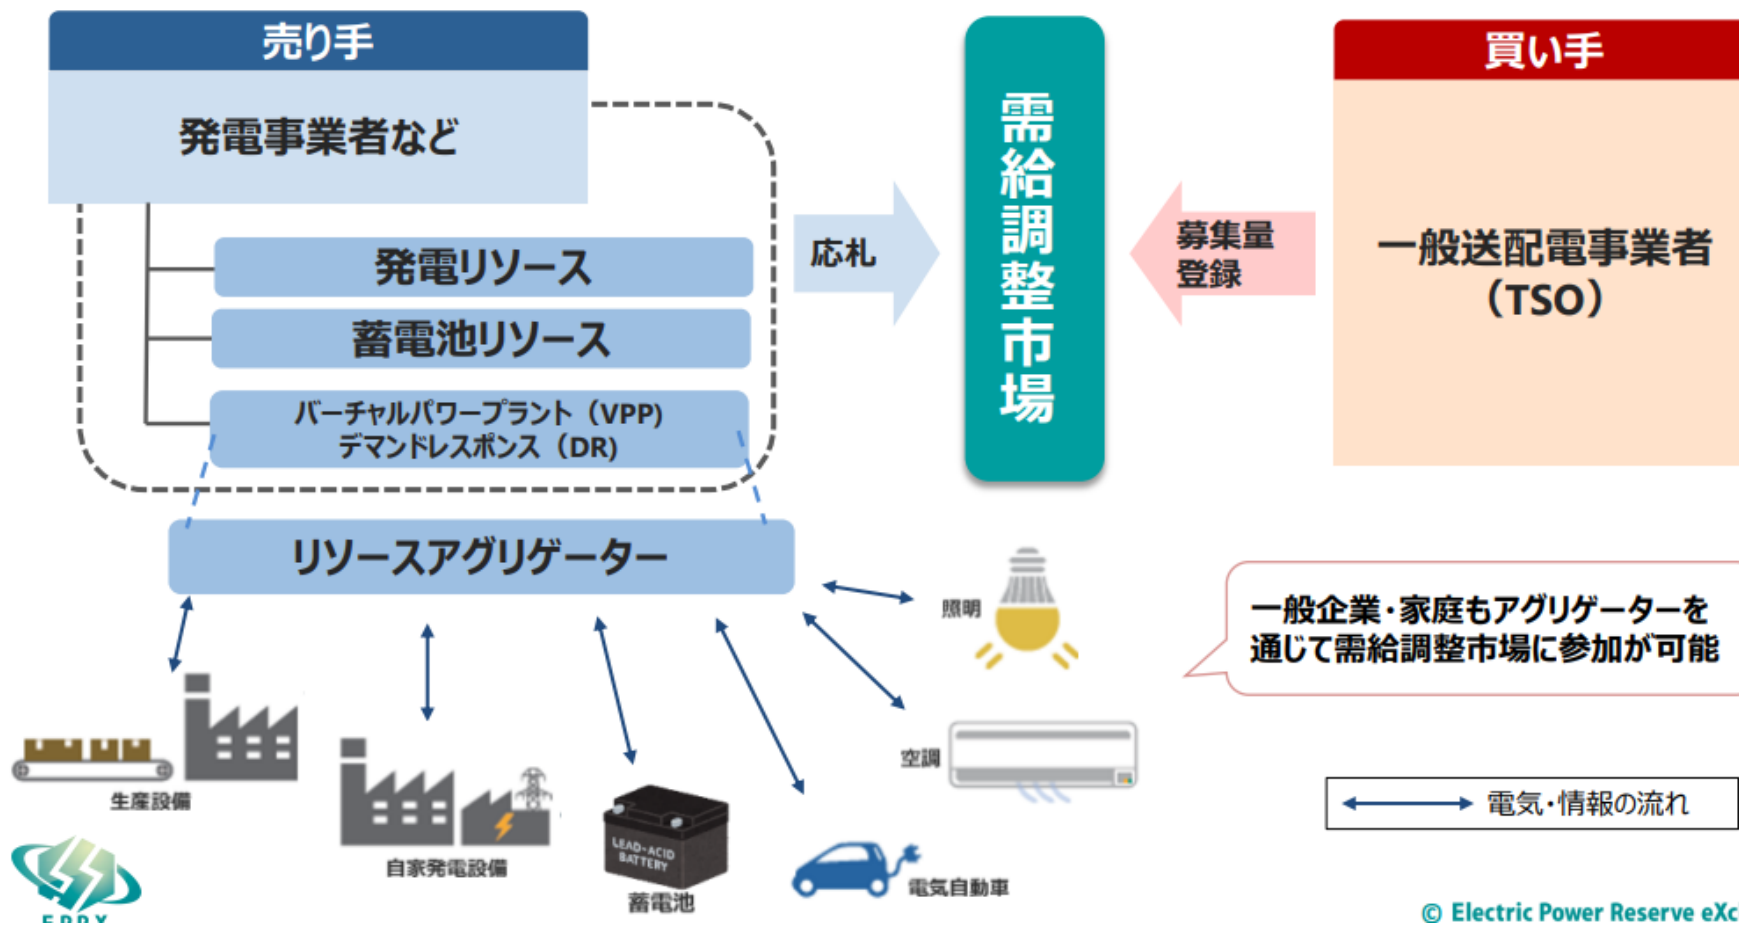 売り手
発電事業者など
発電リソース
蓄電池リソース
バーチャルパワープラント（VPP)
デマンドレスポンス（DR)
リソースアグリゲーター
応札
需給調整市場
募集量
登録
買い手
一般送配電事業者
（TSO）
照明
空調
電気自動車
LEAD-ACID
BATTERY
蓄電池
自家発電設備
生産設備
一般企業・家庭もアグリゲーターを
通じて需給調整市場に参加が可能
電気・情報の流れ
EPRX
© Electric Power Reserve eXc